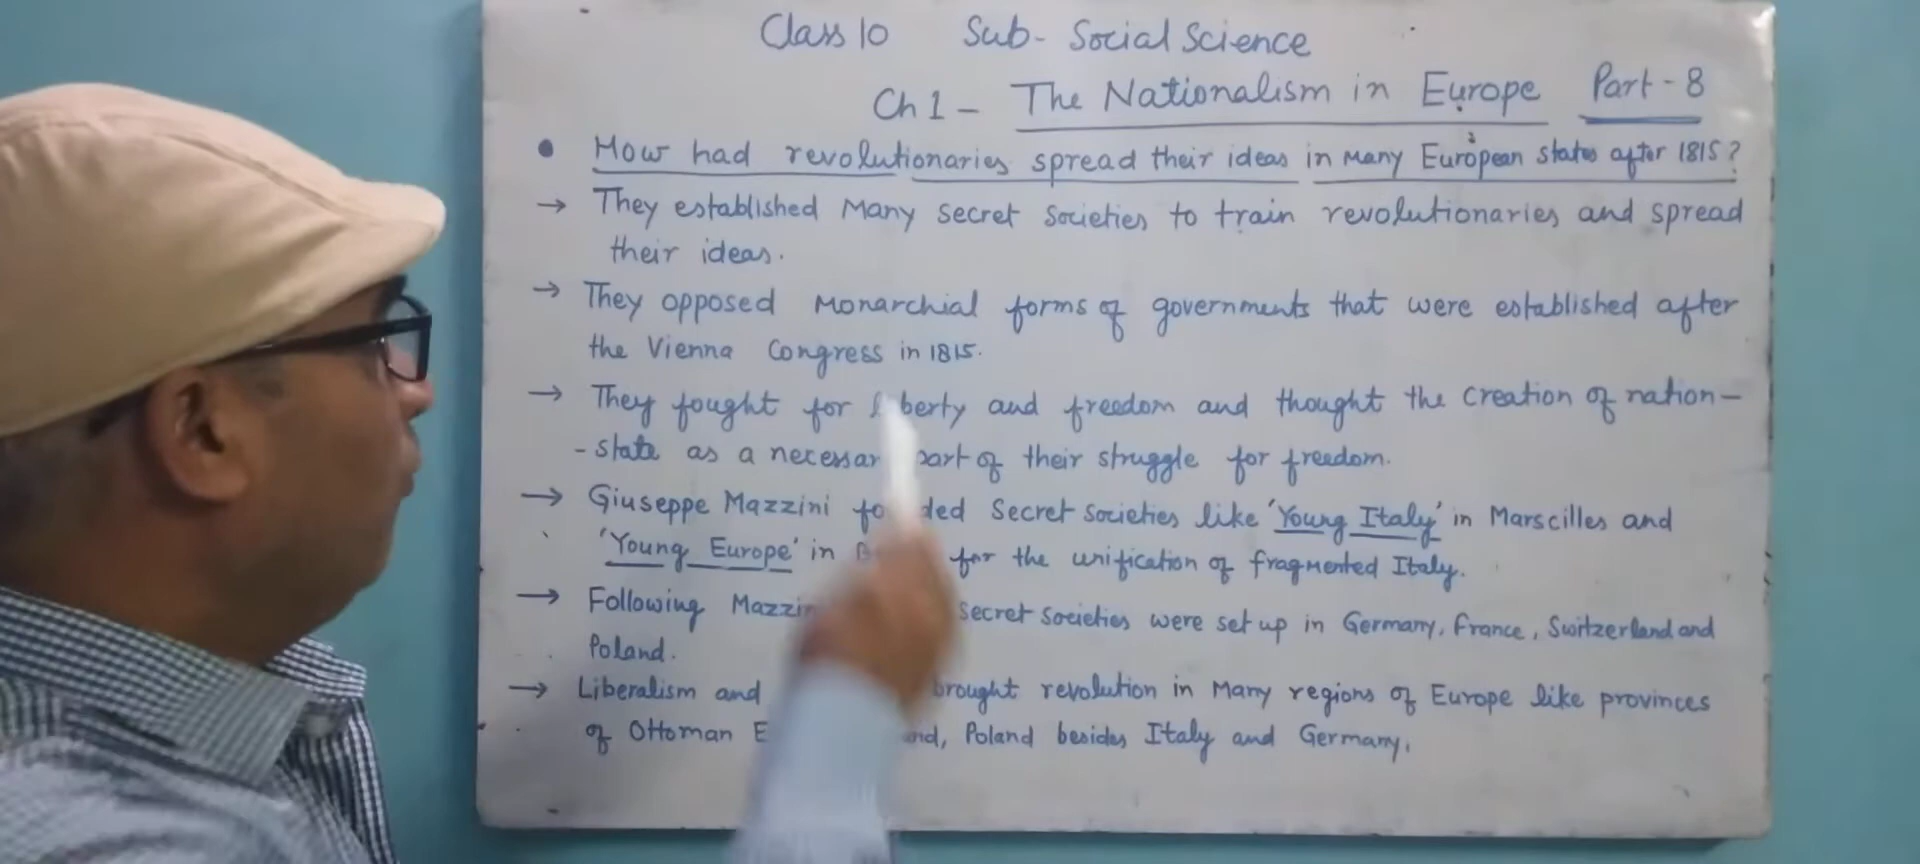 Class 10 Sub- Social Science
Ch 1 - The Nationalism in Europe Part - 8
• How had revolutionaries spread their ideas in many European states after 1815?
→ They established many secret societies to train revolutionaries and spread
their ideas.
→ They opposed monarchial forms of governments that were established after
the Vienna Congress in 1815.
→ They fought for liberty and freedom and thought the creation of nation-
-state as a necessary part of their struggle for freedom.
→ Giuseppe Mazzini founded secret societies like 'Young Italy' in Marscilles and
'Young Europe' in for the unification of fragmented Italy.
→ Following Mazzini secret societies were set up in Germany, France, Switzerland and
Poland.
→ Liberalism and brought revolution in many regions of Europe like provinces
of Ottoman Poland besides Italy and Germany.